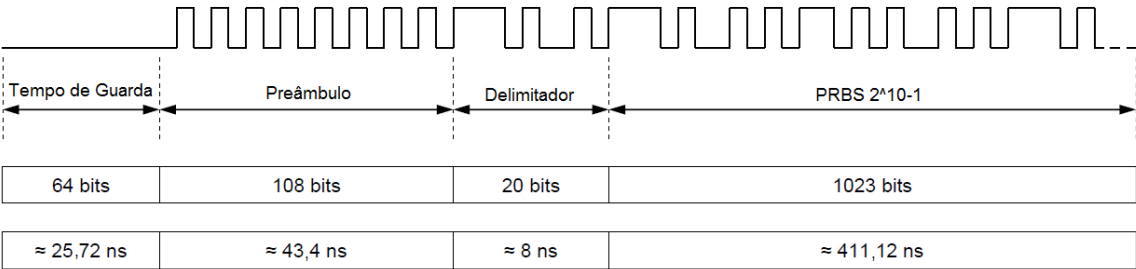 Tempo de Guarda Preâmbulo Delimitador PRBS 2^10-1
64 bits 108 bits 20 bits 1023 bits
≈ 25,72 ns ≈ 43,4 ns ≈ 8 ns ≈ 411,12 ns